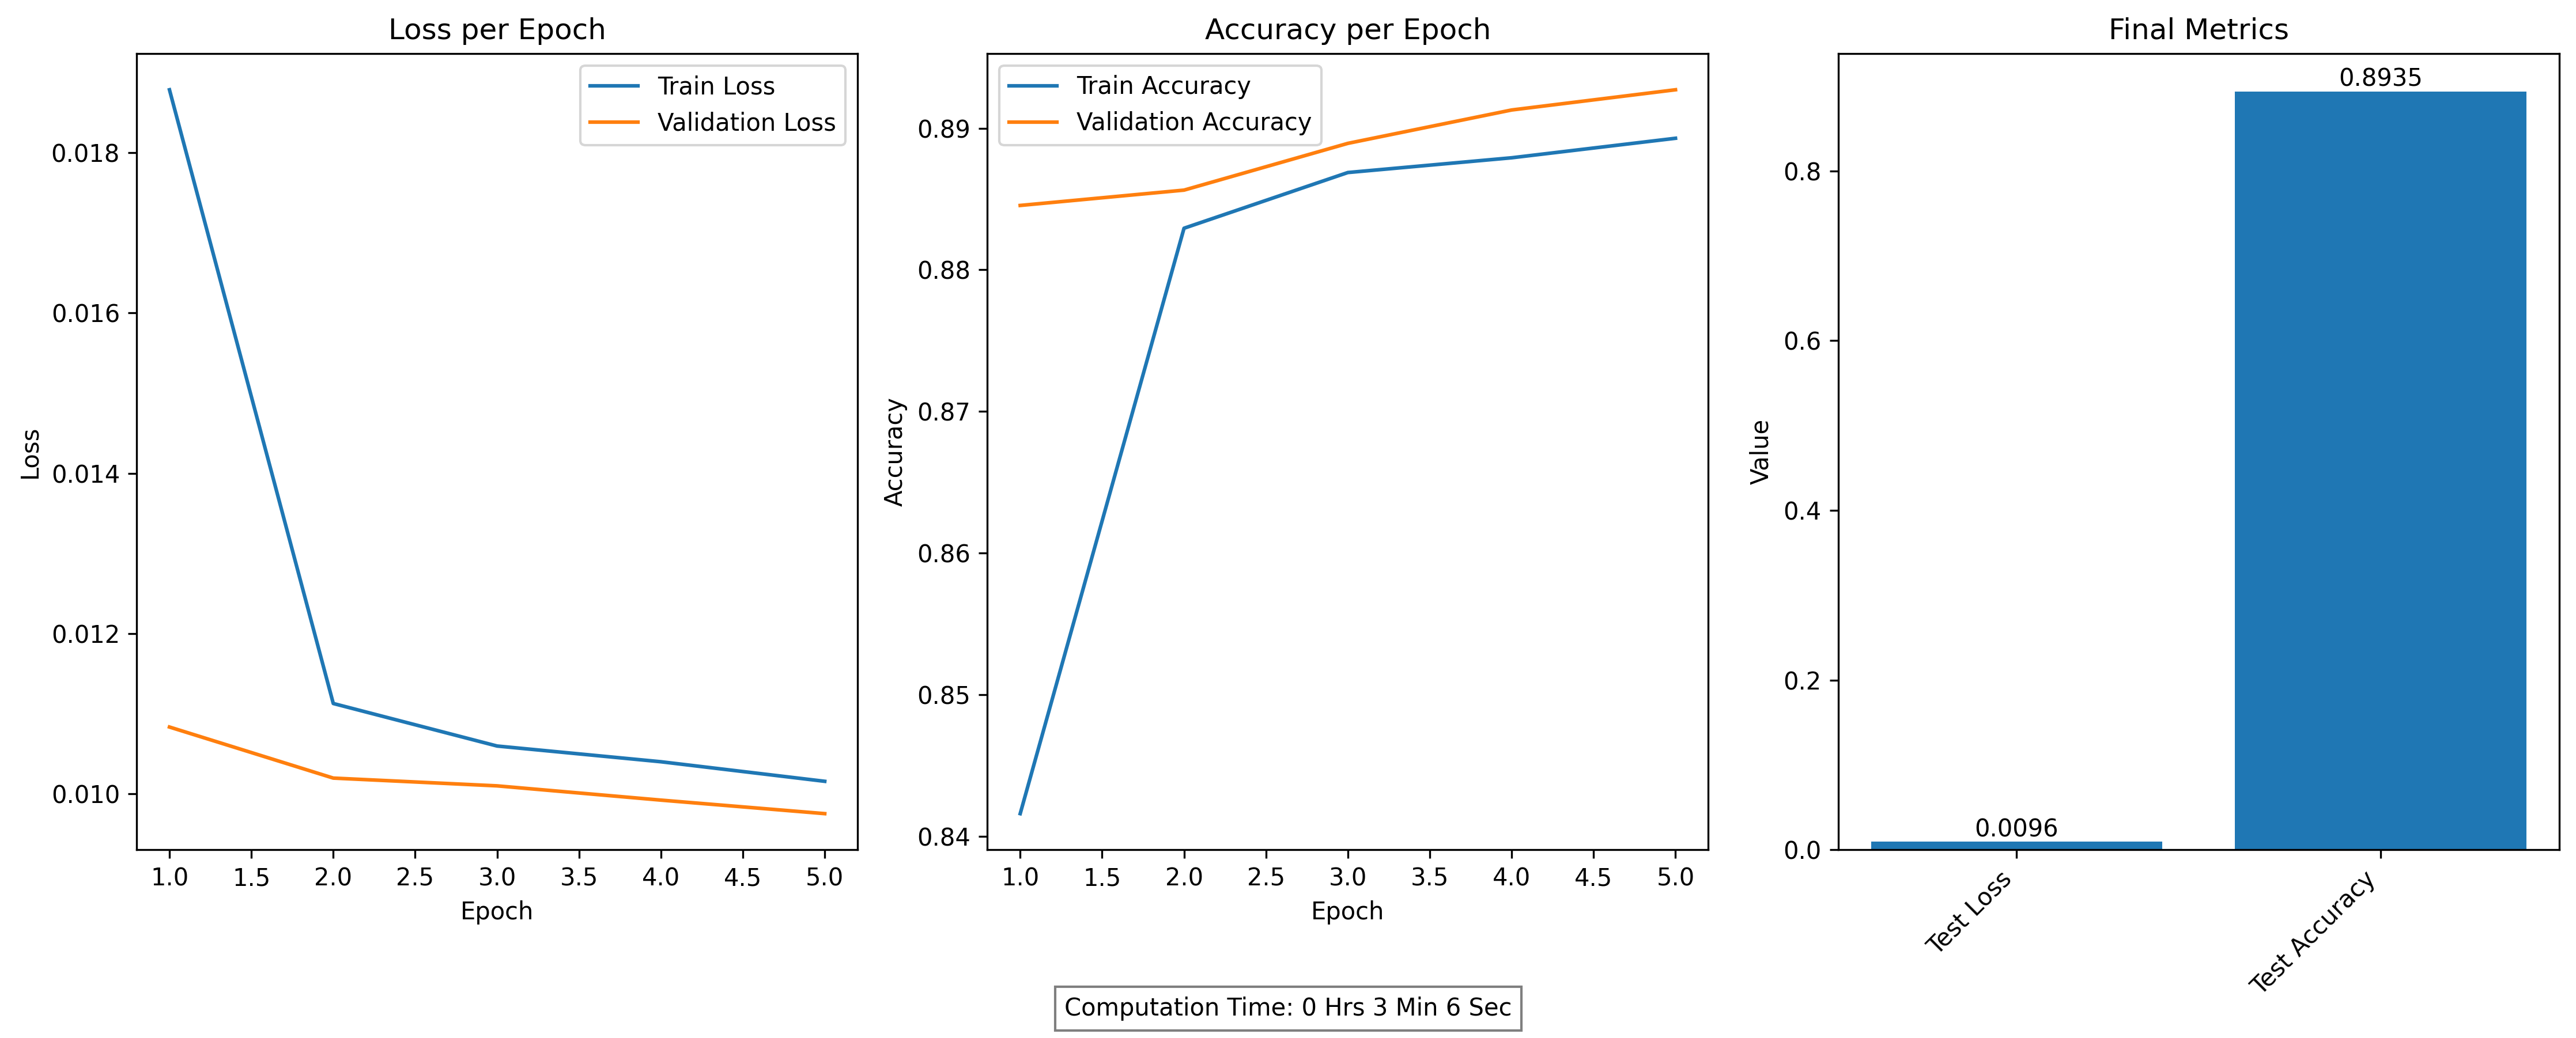 Loss per Epoch
Train Loss
Validation Loss
0.018
0.016
0.014
0.012
0.010
Loss
1.0 1.5 2.0 2.5 3.0 3.5 4.0 4.5 5.0
Epoch
Accuracy per Epoch
Train Accuracy
Validation Accuracy
0.89
0.88
0.87
0.86
0.85
0.84
Accuracy
1.0 1.5 2.0 2.5 3.0 3.5 4.0 4.5 5.0
Epoch
Final Metrics
0.8935
0.0096
0.8
0.6
0.4
0.2
0.0
Value
Test Loss
Test Accuracy
Computation Time: 0 Hrs 3 Min 6 Sec